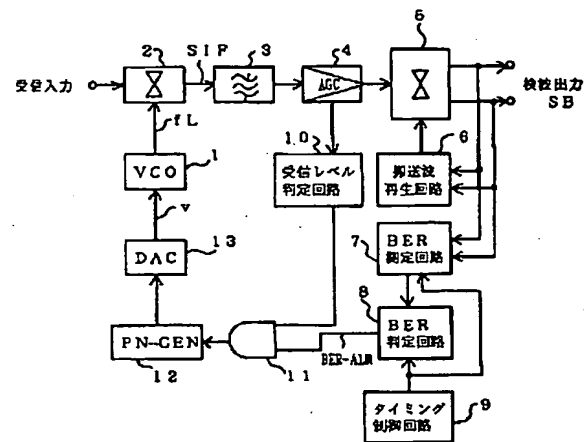 2
SIF
3
4
5
受信入力
AGC
検波出力
SB
fL
10
6
VCO
1
受信レベル
判定回路
搬送波
再生回路
v
DAC
13
7
BER
測定回路
8
BER
判定回路
PN-GEN
12
11
BER-ALM
タイミング
制御回路
9